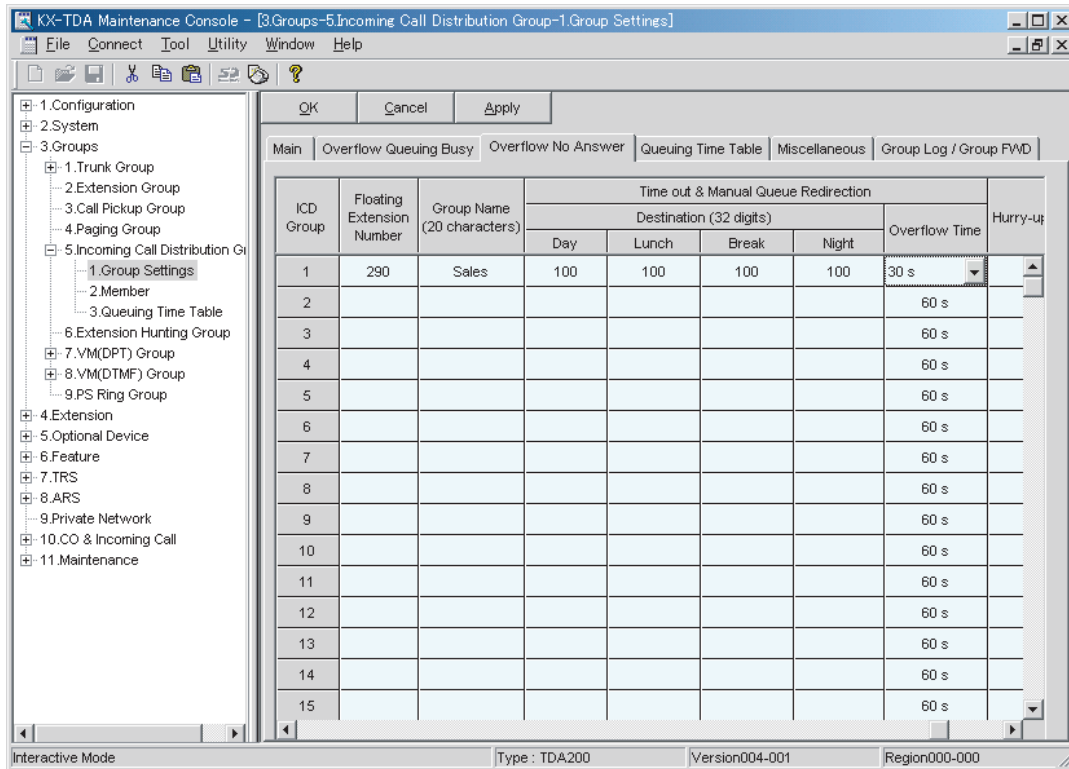 KX-TDA Maintenance Console - [3.Groups-5.Incoming Call Distribution Group-1.Group Settings]
File Connect Tool Utility Window Help
1.Configuration
2.System
3.Groups
1.Trunk Group
2.Extension Group
3.Call Pickup Group
4.Paging Group
5.Incoming Call Distribution Gr
1.Group Settings
2.Member
3.Queuing Time Table
6.Extension Hunting Group
7.VM(DPT) Group
8.VM(DTMF) Group
9.PS Ring Group
4.Extension
5.Optional Device
6.Feature
7.TRS
8.ARS
9.Private Network
10.CO & Incoming Call
11.Maintenance
OK Cancel Apply
Main Overflow Queuing Busy Overflow No Answer Queuing Time Table Miscellaneous Group Log / Group FWD
ICD Group
Floating Extension Number
Group Name (20 characters)
Time out & Manual Queue Redirection
Destination (32 digits)
Day Lunch Break Night
Overflow Time
Hurry-up
1 290 Sales 100 100 100 100 30 s
2 60 s
3 60 s
4 60 s
5 60 s
6 60 s
7 60 s
8 60 s
9 60 s
10 60 s
11 60 s
12 60 s
13 60 s
14 60 s
15 60 s
Interactive Mode Type : TDA200 Version004-001 Region000-000